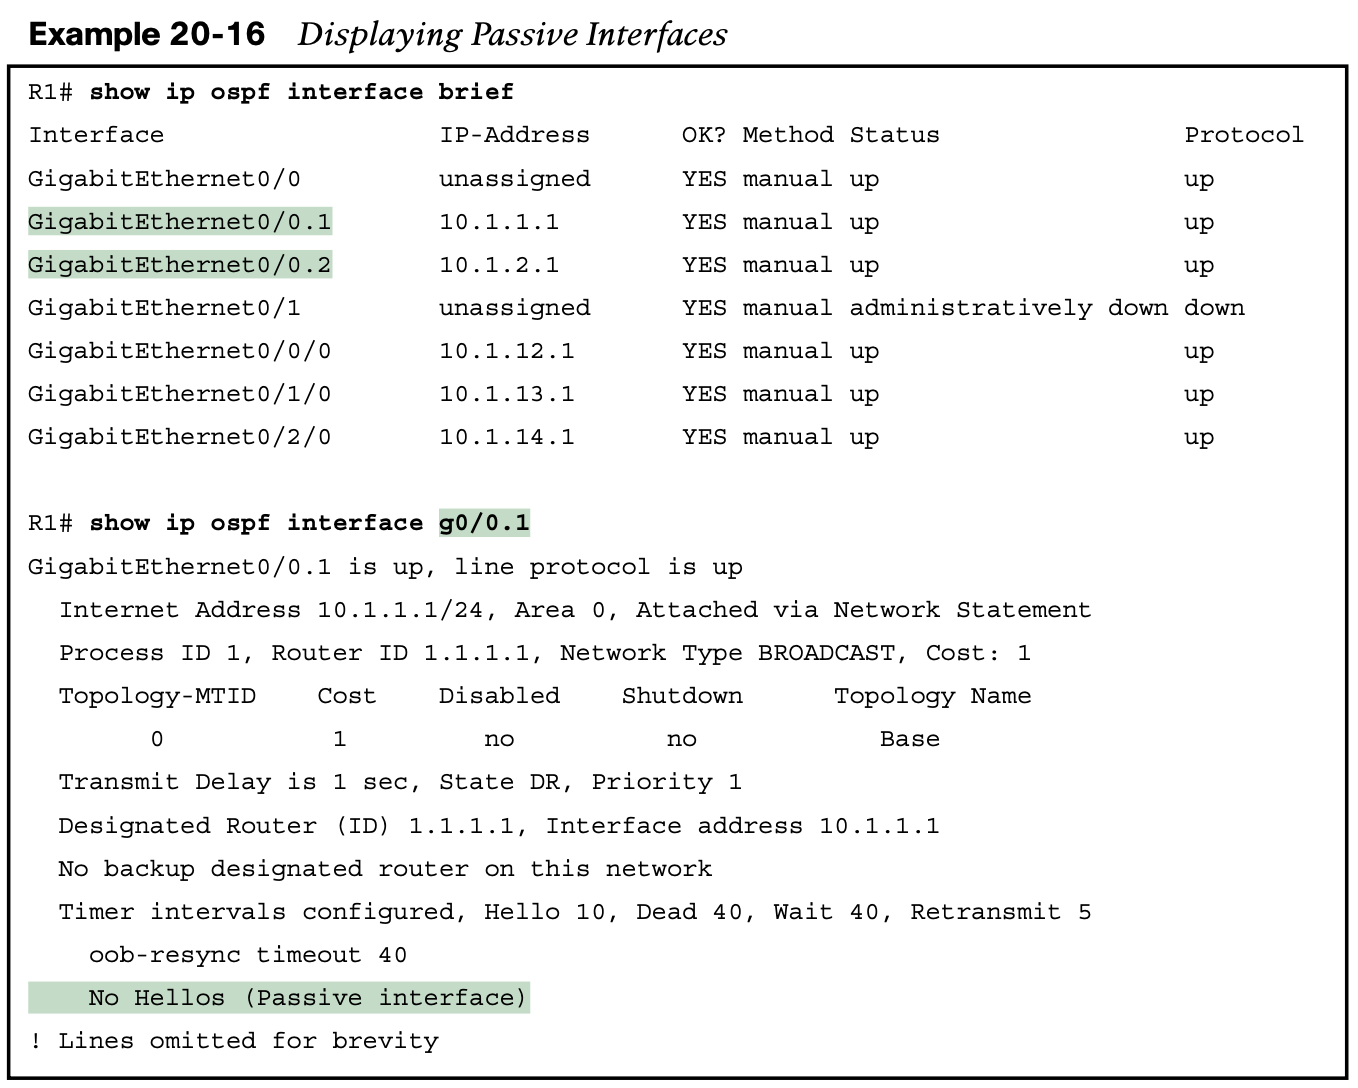 Example 20-16 Displaying Passive Interfaces
R1# show ip ospf interface brief
Interface IP-Address OK? Method Status Protocol
GigabitEthernet0/0 unassigned YES manual up up
GigabitEthernet0/0.1 10.1.1.1 YES manual up up
GigabitEthernet0/0.2 10.1.2.1 YES manual up up
GigabitEthernet0/1 unassigned YES manual administratively down down
GigabitEthernet0/0/0 10.1.12.1 YES manual up up
GigabitEthernet0/1/0 10.1.13.1 YES manual up up
GigabitEthernet0/2/0 10.1.14.1 YES manual up up
R1# show ip ospf interface g0/0.1
GigabitEthernet0/0.1 is up, line protocol is up
Internet Address 10.1.1.1/24, Area 0, Attached via Network Statement
Process ID 1, Router ID 1.1.1.1, Network Type BROADCAST, Cost: 1
Topology-MTID Cost Disabled Shutdown Topology Name
0 1 no no Base
Transmit Delay is 1 sec, State DR, Priority 1
Designated Router (ID) 1.1.1.1, Interface address 10.1.1.1
No backup designated router on this network
Timer intervals configured, Hello 10, Dead 40, Wait 40, Retransmit 5
oob-resync timeout 40
No Hellos (Passive interface)
! Lines omitted for brevity